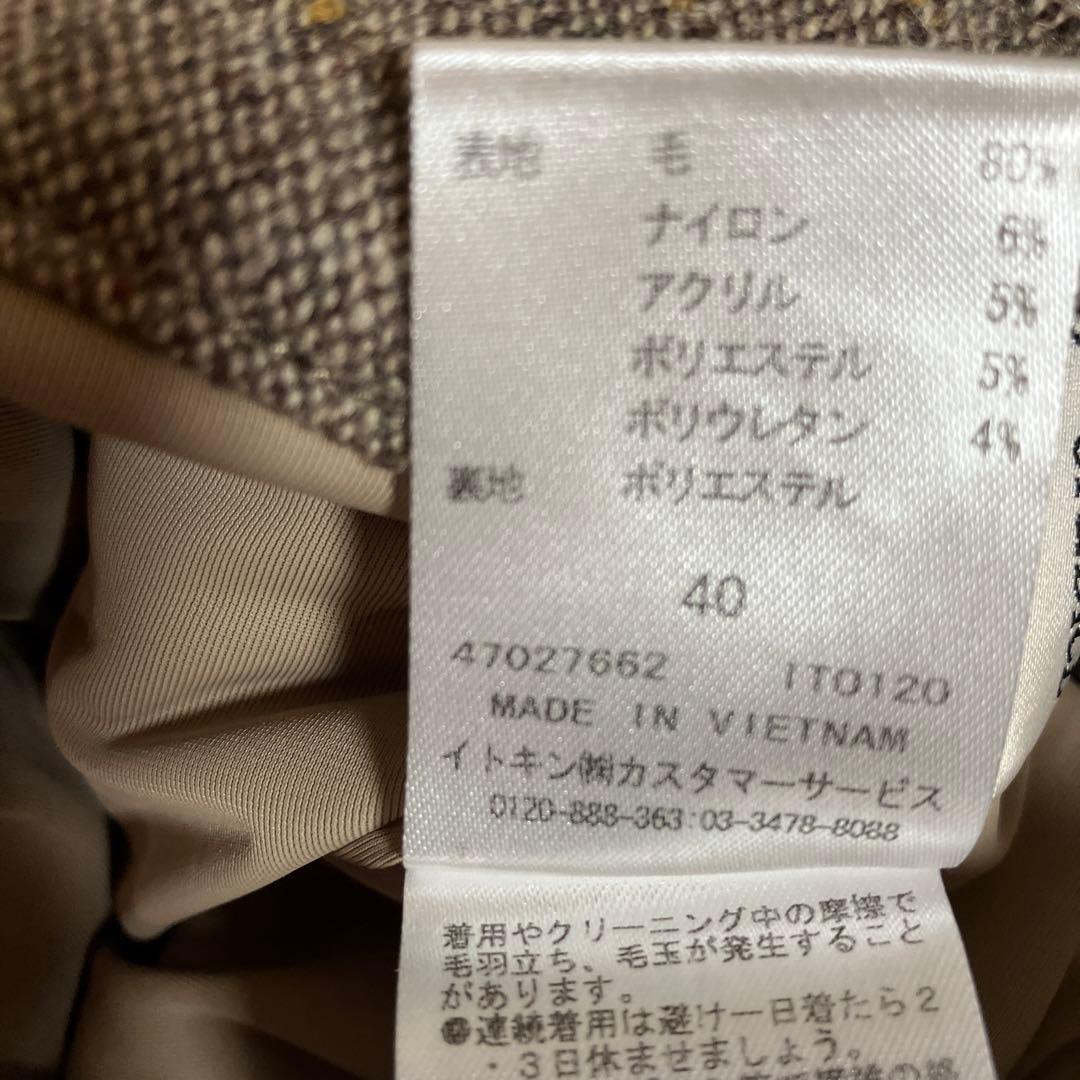 表地 毛 80%
ナイロン 6%
アクリル 5%
ポリエステル 5%
ポリウレタン 4%
裏地 ポリエステル
40
47027662 IT0120
MADE IN VIETNAM
イトキン㈱カスタマーサービス
0120-888-363:03-3478-8088
着用やクリーニング中の摩擦で
毛羽立ち、毛玉が発生すること
があります。
●連続着用は避け一日着たら2
・3日休ませましょう。